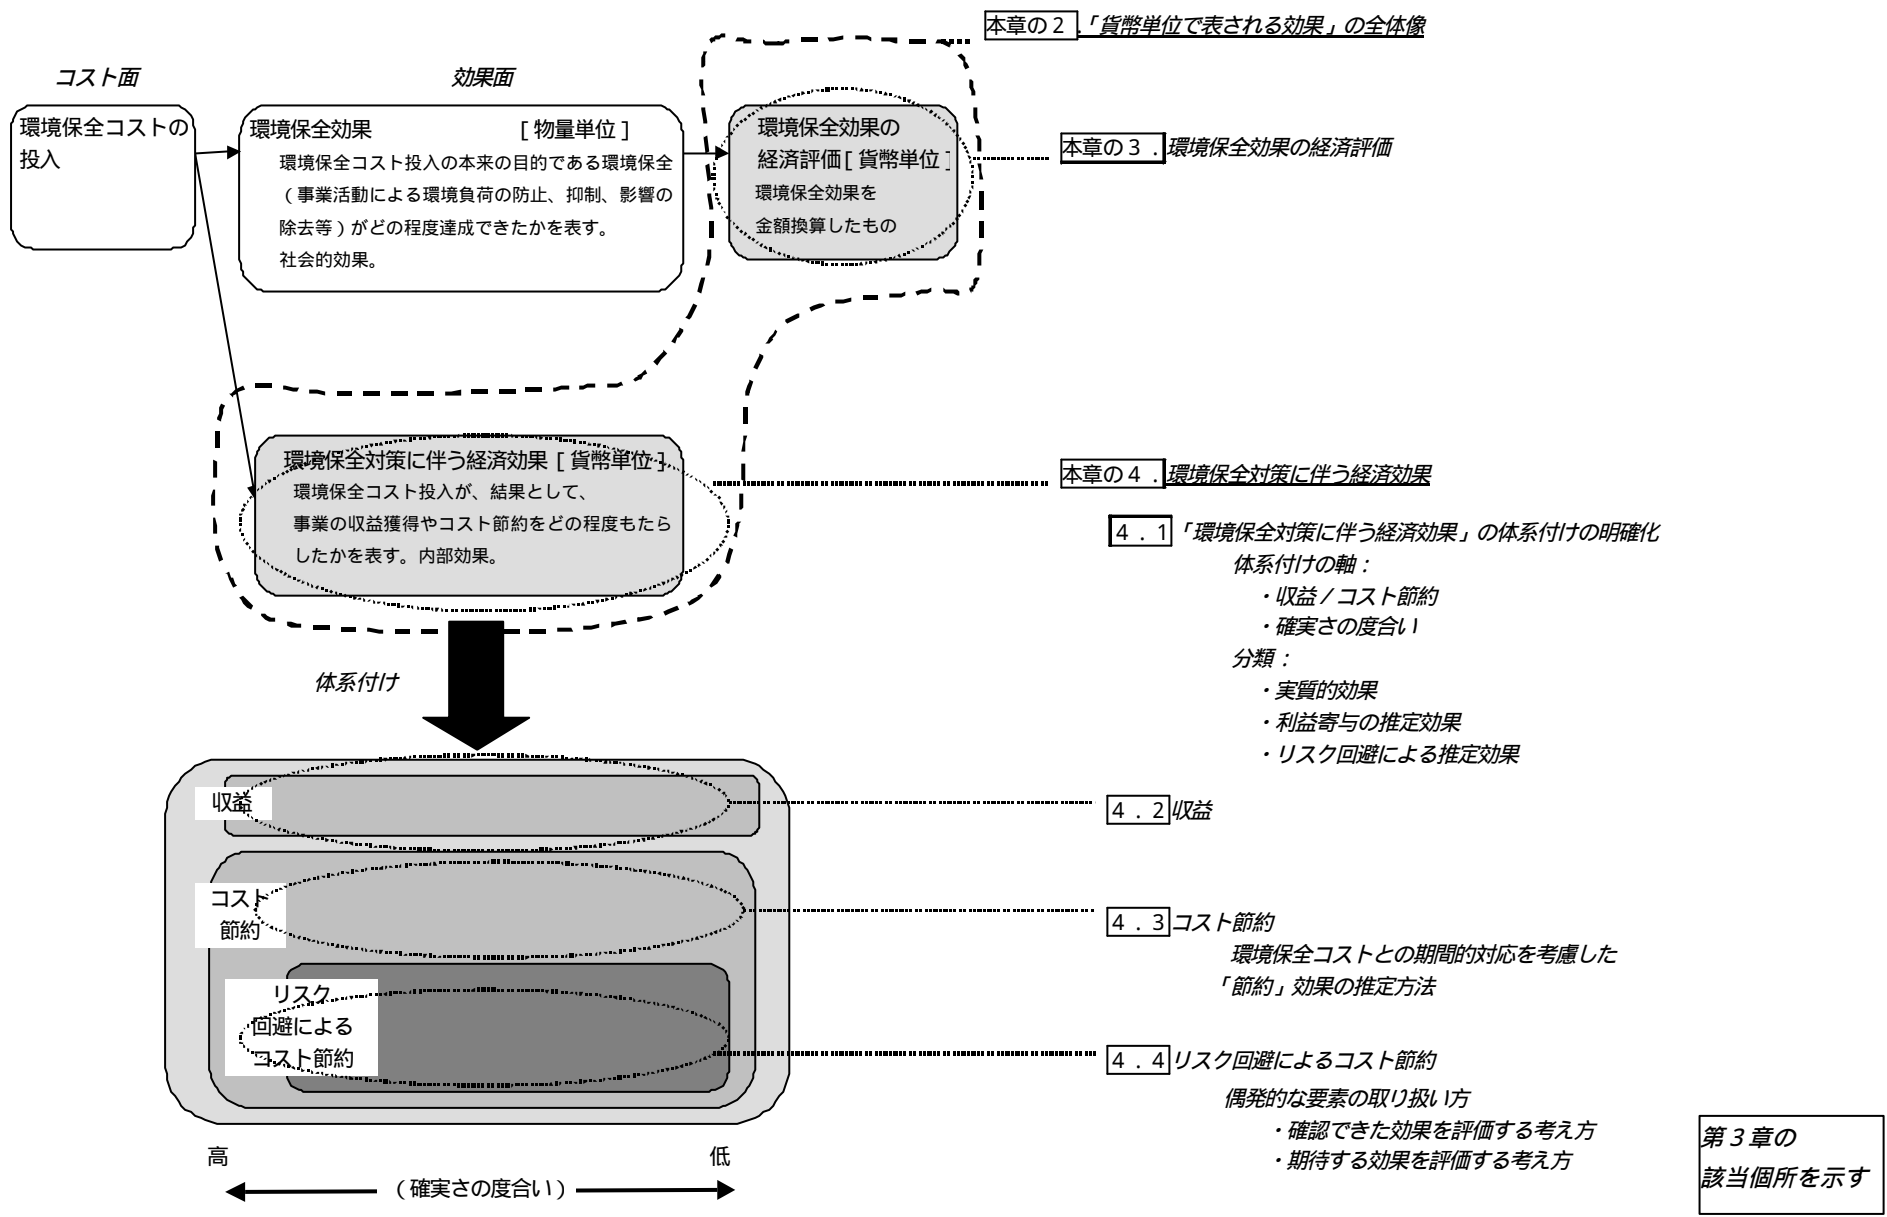 本章の２．「貨幣単位で表される効果」の全体像
コスト面
効果面
環境保全コストの
投入
環境保全効果　［物量単位］
環境保全コスト投入の本来の目的である環境保全
（事業活動による環境負荷の防止、抑制、影響の
除去等）がどの程度達成できたかを表す。
社会的効果。
環境保全効果の
経済評価［貨幣単位］
環境保全効果を
金額換算したもの
本章の３．環境保全効果の経済評価
環境保全対策に伴う経済効果［貨幣単位］
環境保全コスト投入が、結果として、
事業の収益獲得やコスト節約をどの程度もたら
したかを表す。内部効果。
本章の４．環境保全対策に伴う経済効果
４．１「環境保全対策に伴う経済効果」の体系付けの明確化
体系付けの軸：
・収益／コスト節約
・確実さの度合い
分類：
・実質的効果
・利益寄与の推定効果
・リスク回避による推定効果
体系付け
収益
４．２収益
コスト
節約
４．３コスト節約
環境保全コストとの期間的対応を考慮した
「節約」効果の推定方法
リスク
回避による
コスト節約
４．４リスク回避によるコスト節約
偶発的な要素の取り扱い方
・確認できた効果を評価する考え方
・期待する効果を評価する考え方
高
低
（確実さの度合い）
第３章の
該当個所を示す